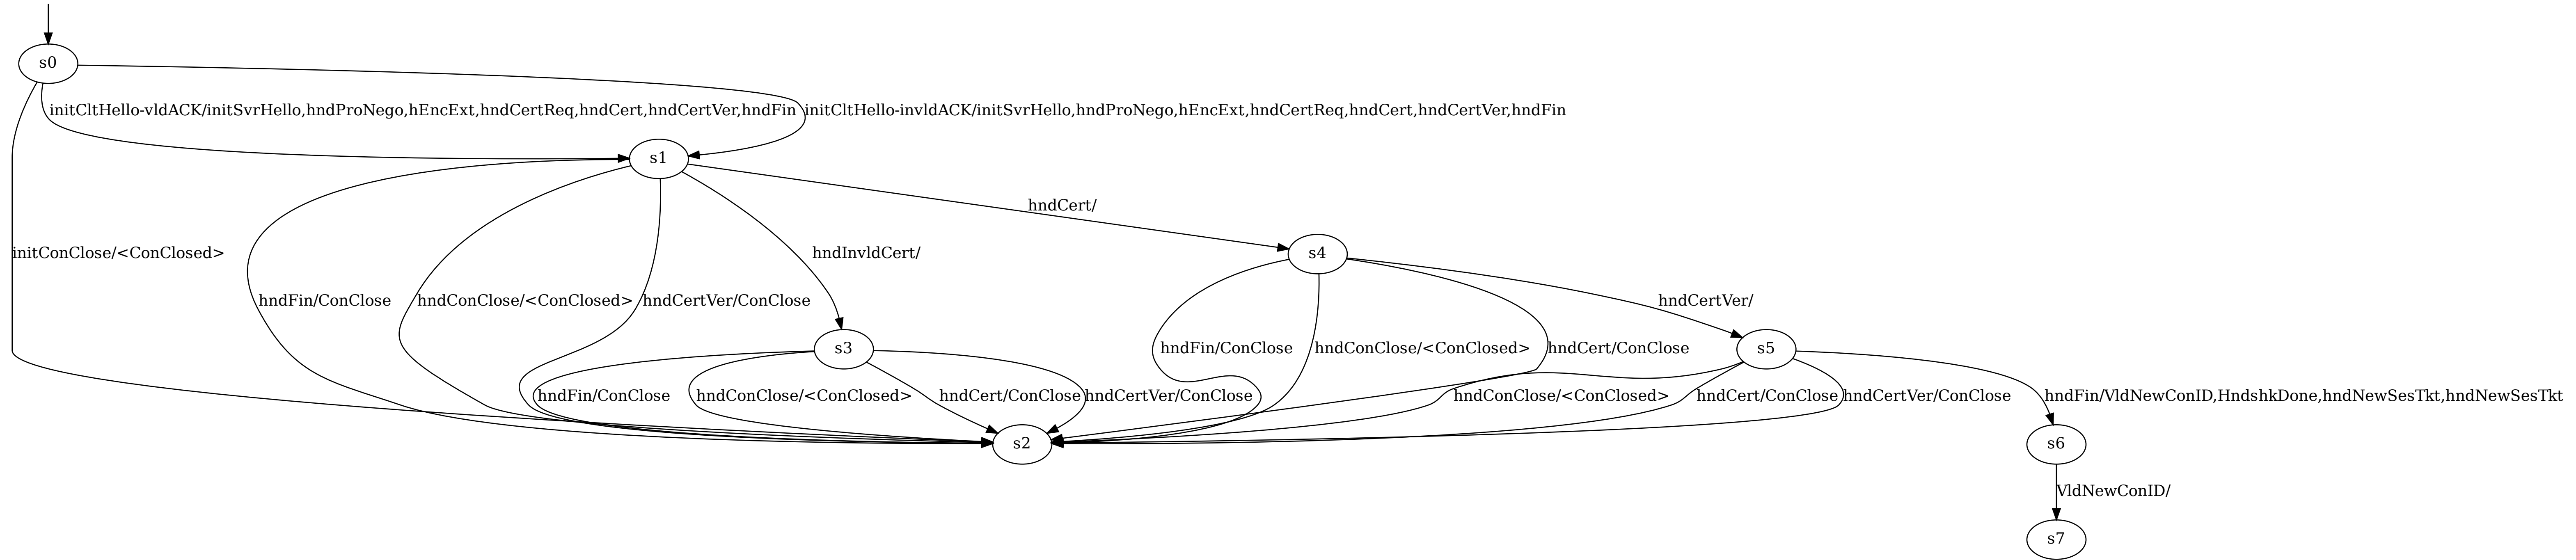 s0
initCltHello-vldACK/initSvrHello,hndProNego,hEncExt,hndCertReq,hndCert,hndCertVer,hndFin
initCltHello-invldACK/initSvrHello,hndProNego,hEncExt,hndCertReq,hndCert,hndCertVer,hndFin
s1
hndCert/
initConClose/<ConClosed>
hndInvldCert/
s4
hndFin/ConClose
hndConClose/<ConClosed>
hndCertVer/ConClose
hndCertVer/
s3
hndFin/ConClose
hndConClose/<ConClosed>
hndCert/ConClose
s5
hndFin/ConClose
hndConClose/<ConClosed>
hndCert/ConClose
hndCertVer/ConClose
hndConClose/<ConClosed>
hndCert/ConClose
hndCertVer/ConClose
hndFin/VldNewConID,HndshkDone,hndNewSesTkt,hndNewSesTkt
s2
s6
VldNewConID/
s7